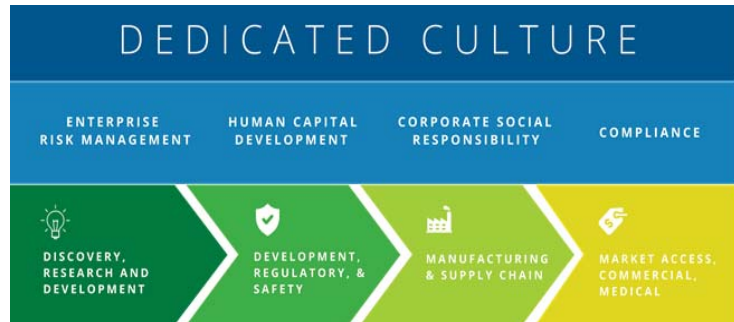 DEDICATED CULTURE
ENTERPRISE
RISK MANAGEMENT
HUMAN CAPITAL
DEVELOPMENT
CORPORATE SOCIAL
RESPONSIBILITY
COMPLIANCE
DISCOVERY,
RESEARCH AND
DEVELOPMENT
DEVELOPMENT,
REGULATORY, &
SAFETY
MANUFACTURING
& SUPPLY CHAIN
$
MARKET ACCESS,
COMMERCIAL,
MEDICAL